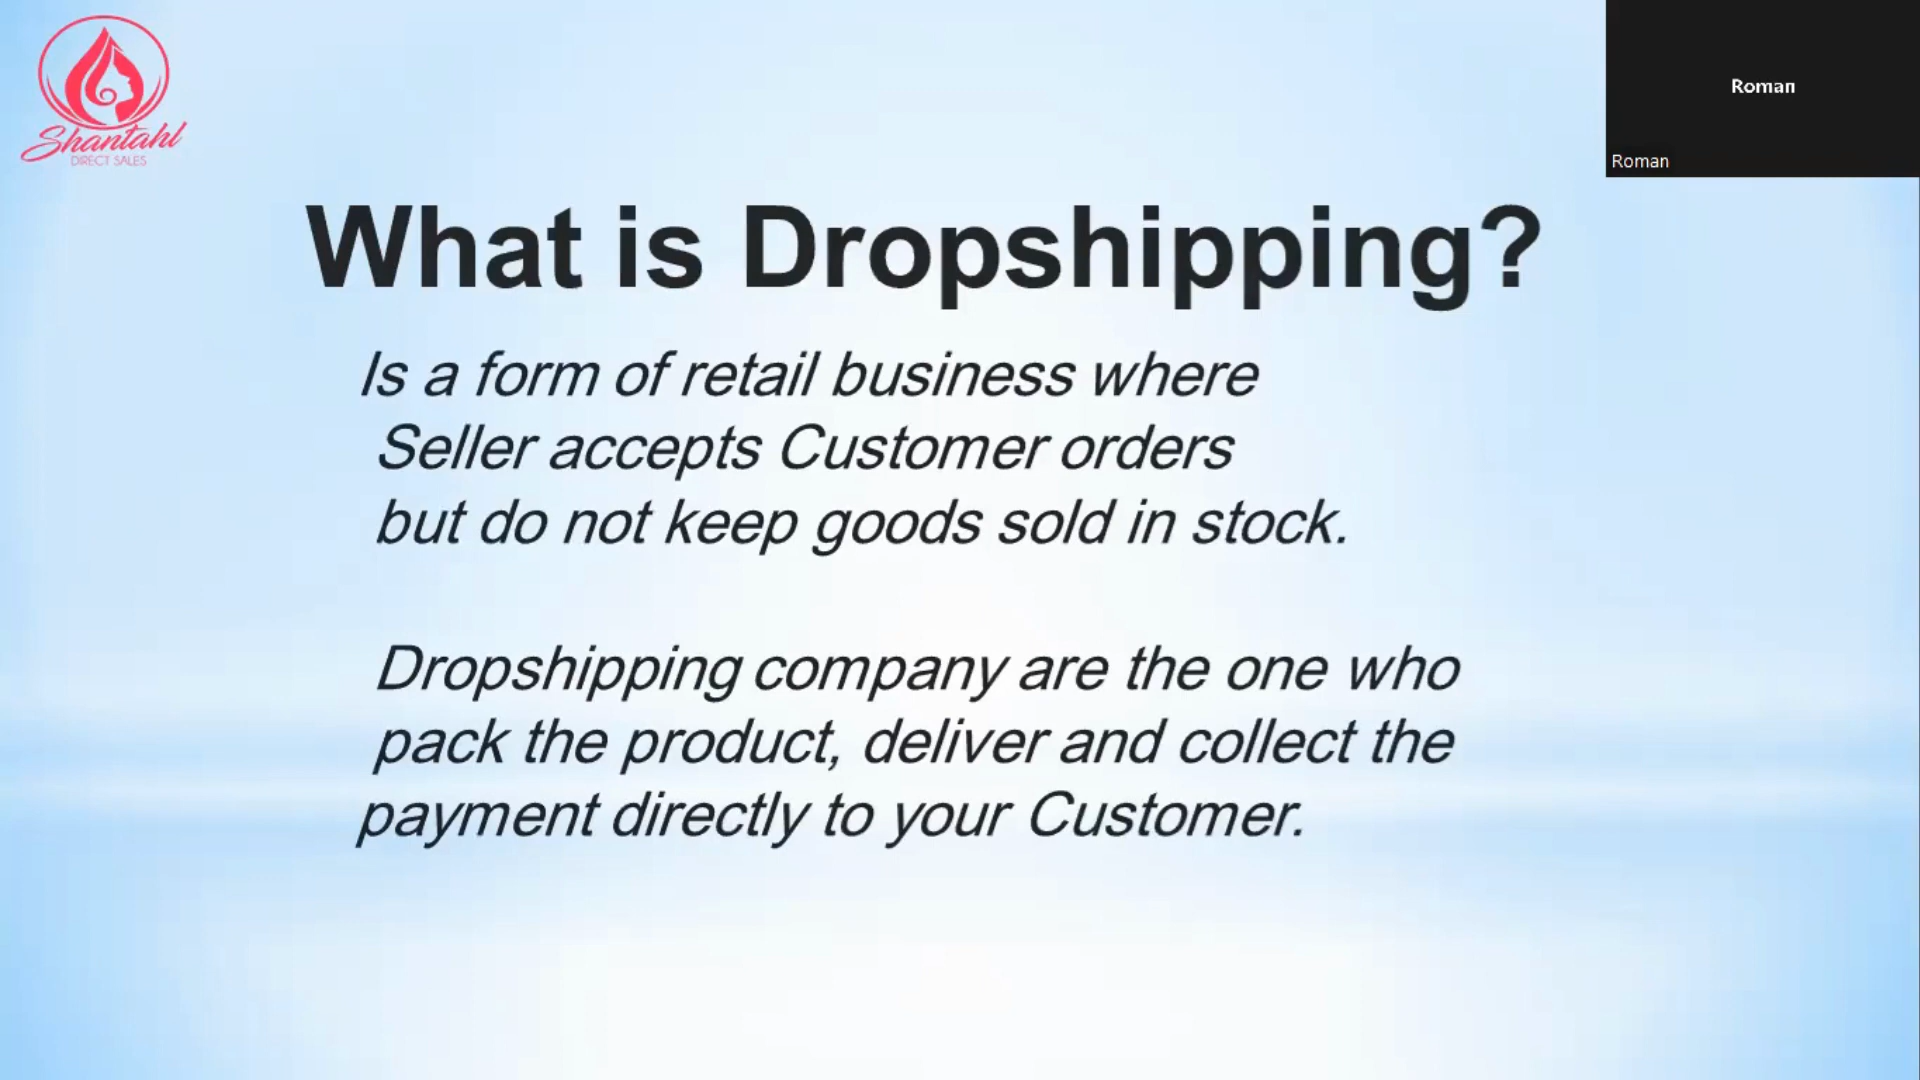 Shantahl
DIRECT SALES
Roman
Roman
What is Dropshipping?
Is a form of retail business where
Seller accepts Customer orders
but do not keep goods sold in stock.
Dropshipping company are the one who
pack the product, deliver and collect the
payment directly to your Customer.